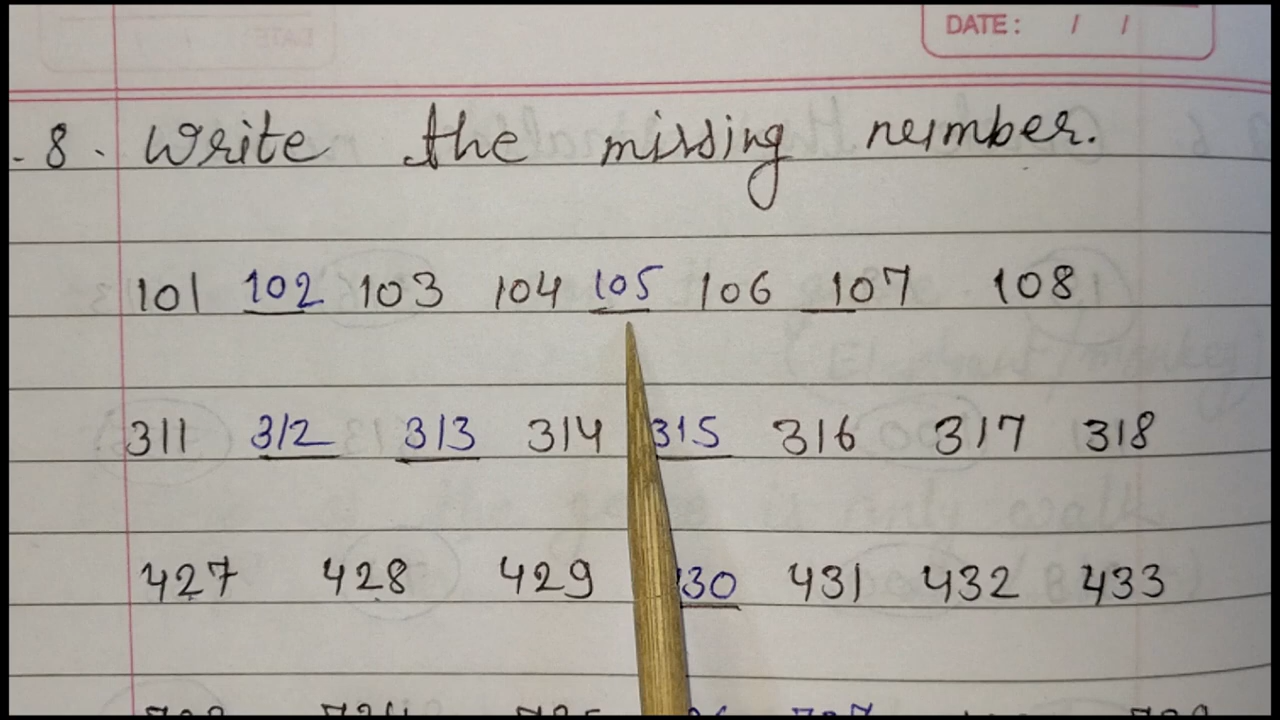 DATE: / /
.8. Write the missing number.
101 102 103 104 105 106 107 108
311 312 313 314 315 316 317 318
427 428 429 30 431 432 433